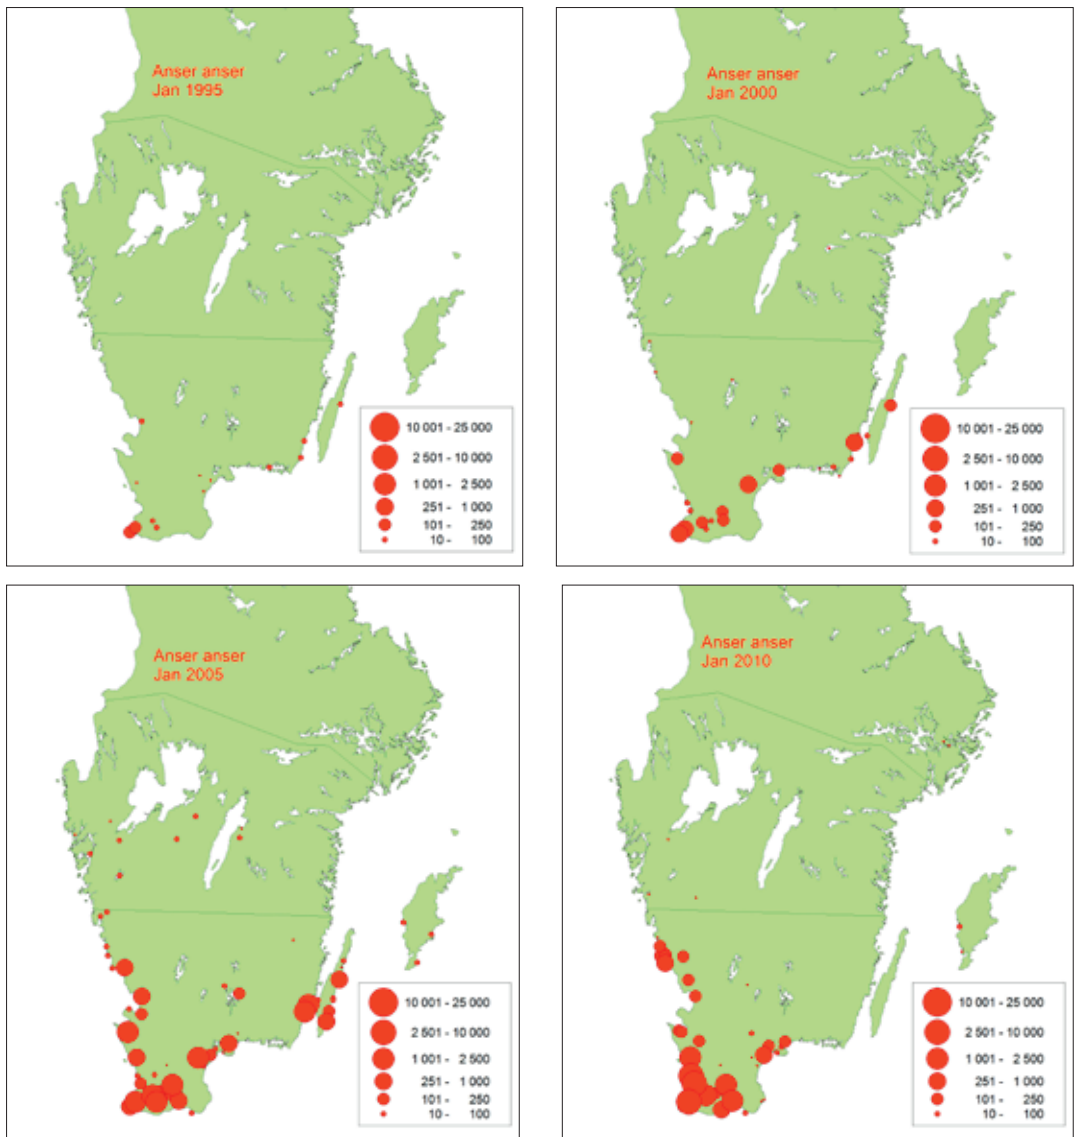 Anser anser
Jan 1995
10 001 - 25 000
2 501 - 10 000
1 001 - 2 500
251 - 1 000
101 - 250
10 - 100
Anser anser
Jan 2000
10 001 - 25 000
2 501 - 10 000
1 001 - 2 500
251 - 1 000
101 - 250
10 - 100
Anser anser
Jan 2005
10 001 - 25 000
2 501 - 10 000
1 001 - 2 500
251 - 1 000
101 - 250
10 - 100
Anser anser
Jan 2010
10 001 - 25 000
2 501 - 10 000
1 001 - 2 500
251 - 1 000
101 - 250
10 - 100